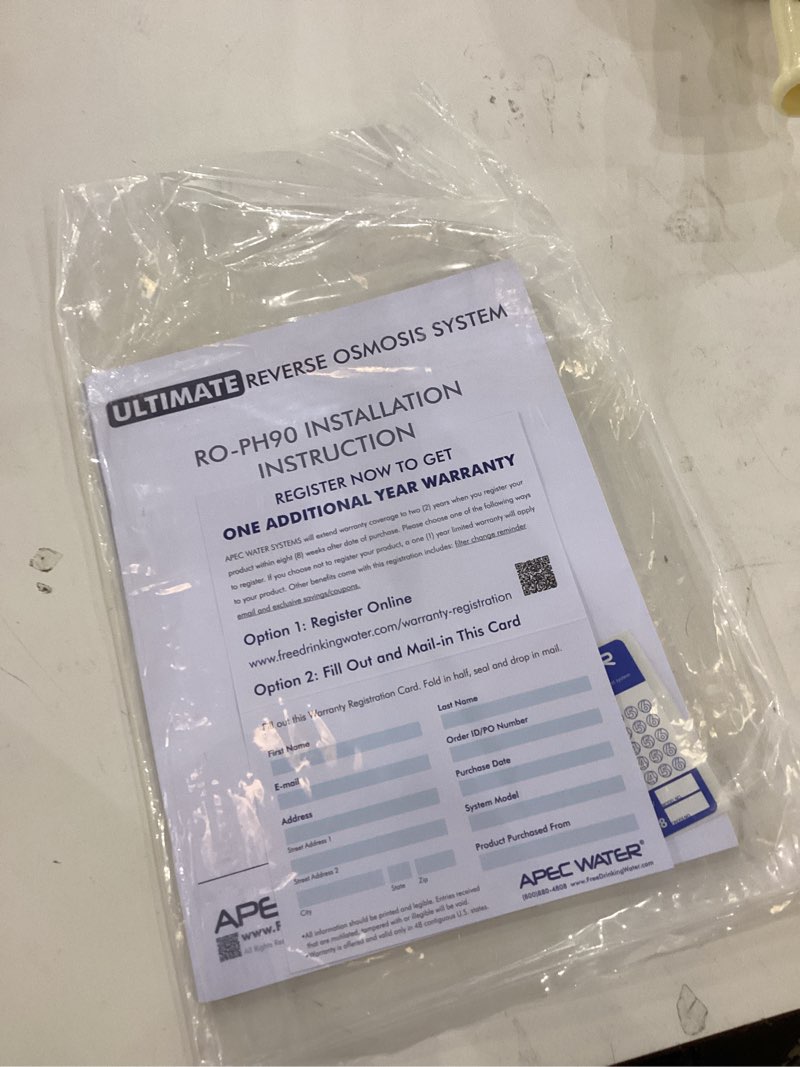 ULTIMATE REVERSE OSMOSIS SYSTEM
RO-PH90 INSTALLATION
INSTRUCTION
REGISTER NOW TO GET
ONE ADDITIONAL YEAR WARRANTY
APEC WATER SYSTEMS will extend warranty coverage to two (2) years when you register your
product within eight (8) weeks after date of purchase. Please choose one of the following ways
to register. If you choose not to register your product, a one (1) year limited warranty will apply
to your product. Other benefits come with this registration includes: filter change reminder
email and exclusive savings/coupons.
Option 1: Register Online
www.freedrinkingwater.com/warranty-registration
Option 2: Fill Out and Mail-in This Card
Fill out this Warranty Registration Card. Fold in half, seal and drop in mail.
First Name
Last Name
E-mail
Order ID/PO Number
Address
Purchase Date
Street Address 1
System Model
Street Address 2
Product Purchased From
City
State
Zip
•All information should be printed and legible. Entries received
that are mutilated, tampered with or illegible will be void.
•Warranty is offered and valid only in 48 contiguous U.S. states.
APEC WATER®
(800)880-4808 www.FreeDrinkingWater.com
APE
www.F
All Rights Res
R
system
8